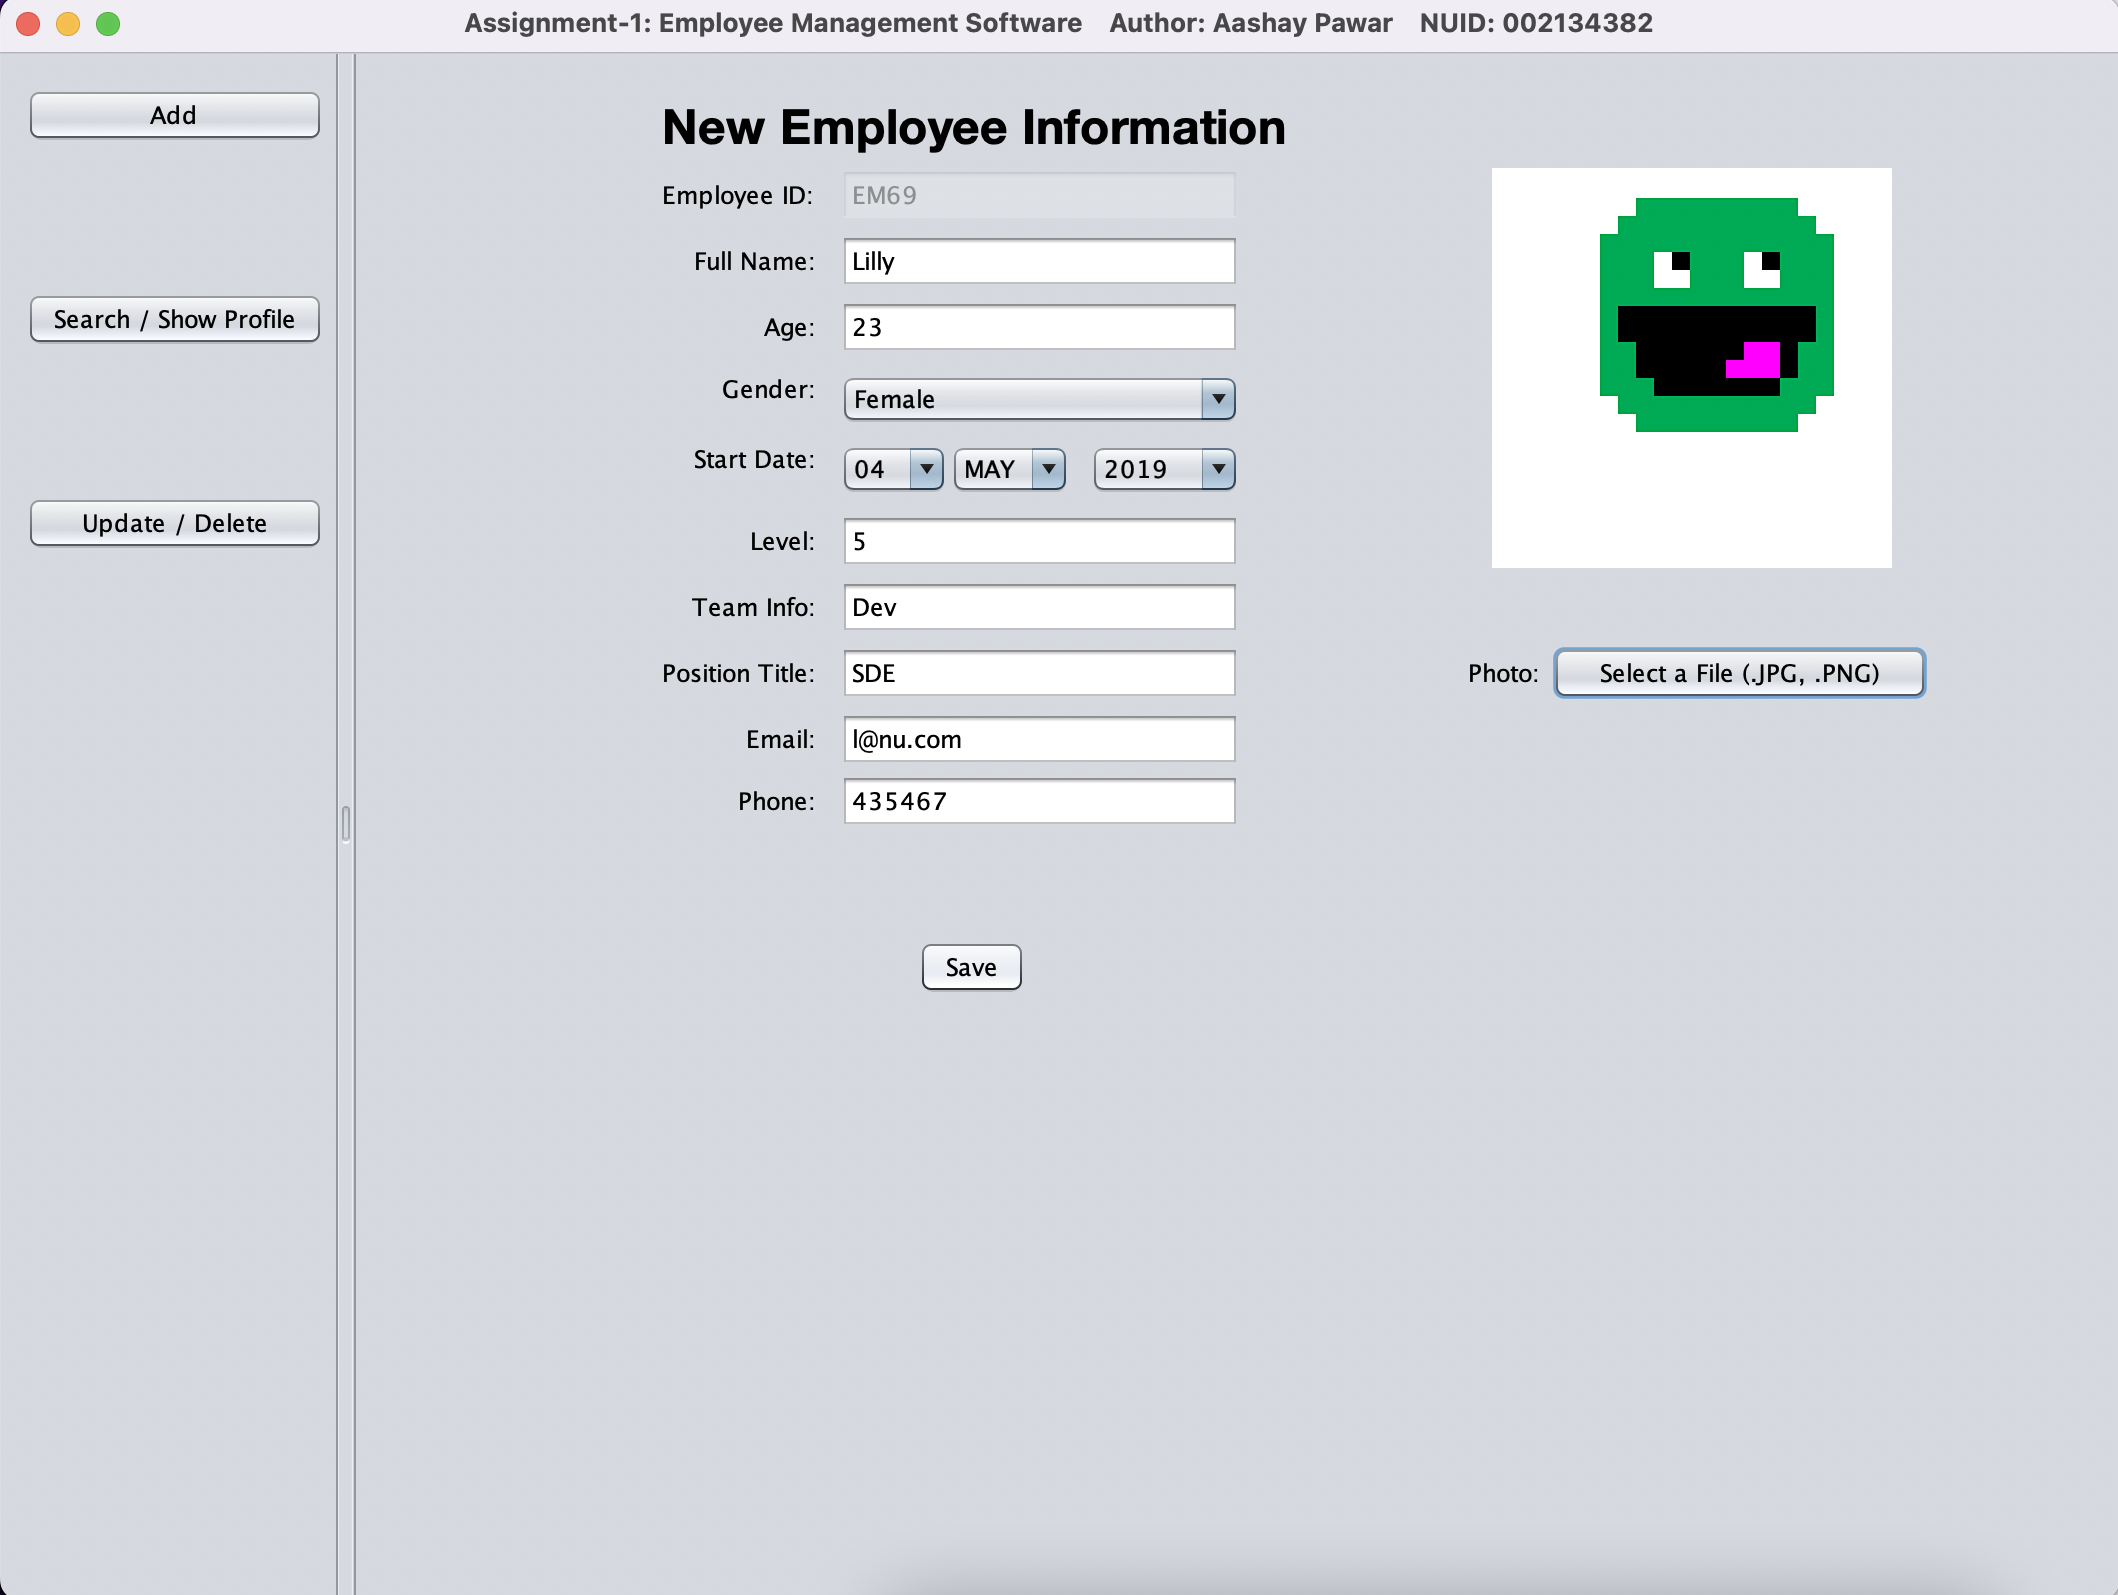 Assignment-1: Employee Management Software    Author: Aashay Pawar    NUID: 002134382
Add
Search / Show Profile
Update / Delete
New Employee Information
Employee ID: EM69
Full Name: Lilly
Age: 23
Gender: Female
Start Date: 04 MAY 2019
Level: 5
Team Info: Dev
Position Title: SDE
Email: l@nu.com
Phone: 435467
Save
Photo: Select a File (.JPG, .PNG)